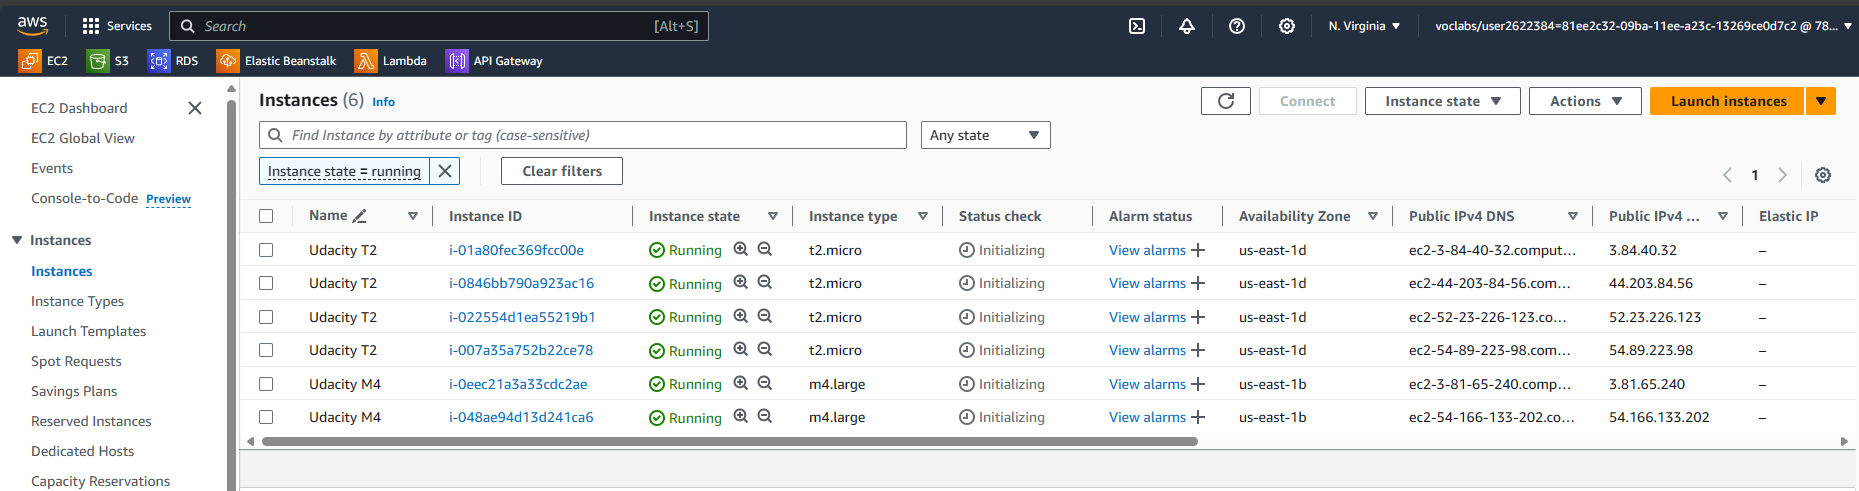 aws Services Search [Alt+S] N. Virginia voclabs/user2622384=81ee2c32-09ba-11ee-a23c-13269ce0d7c2 @ 78...
EC2 S3 RDS Elastic Beanstalk Lambda API Gateway
EC2 Dashboard
EC2 Global View
Events
Console-to-Code Preview
Instances
Instances
Instance Types
Launch Templates
Spot Requests
Savings Plans
Reserved Instances
Dedicated Hosts
Capacity Reservations
Instances (6) Info Connect Instance state Actions Launch instances
Find Instance by attribute or tag (case-sensitive) Any state
Instance state = running Clear filters 1
Name Instance ID Instance state Instance type Status check Alarm status Availability Zone Public IPv4 DNS Public IPv4 ... Elastic IP
Udacity T2 i-01a80fec369fcc00e Running t2.micro Initializing View alarms + us-east-1d ec2-3-84-40-32.comput... 3.84.40.32 –
Udacity T2 i-0846bb790a923ac16 Running t2.micro Initializing View alarms + us-east-1d ec2-44-203-84-56.com... 44.203.84.56 –
Udacity T2 i-022554d1ea55219b1 Running t2.micro Initializing View alarms + us-east-1d ec2-52-23-226-123.co... 52.23.226.123 –
Udacity T2 i-007a35a752b22ce78 Running t2.micro Initializing View alarms + us-east-1d ec2-54-89-223-98.com... 54.89.223.98 –
Udacity M4 i-0eec21a3a33cdc2ae Running m4.large Initializing View alarms + us-east-1b ec2-3-81-65-240.comp... 3.81.65.240 –
Udacity M4 i-048ae94d13d241ca6 Running m4.large Initializing View alarms + us-east-1b ec2-54-166-133-202.co... 54.166.133.202 –